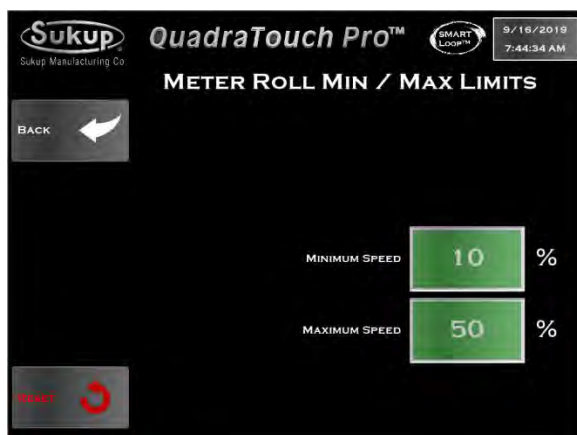 Sukup®
Sukup Manufacturing Co
QuadraTouch Pro™
SMART
LOOP™
9/16/2019
7:44:34 AM
METER ROLL MIN / MAX LIMITS
BACK
MINIMUM SPEED 10 %
MAXIMUM SPEED 50 %
RESET